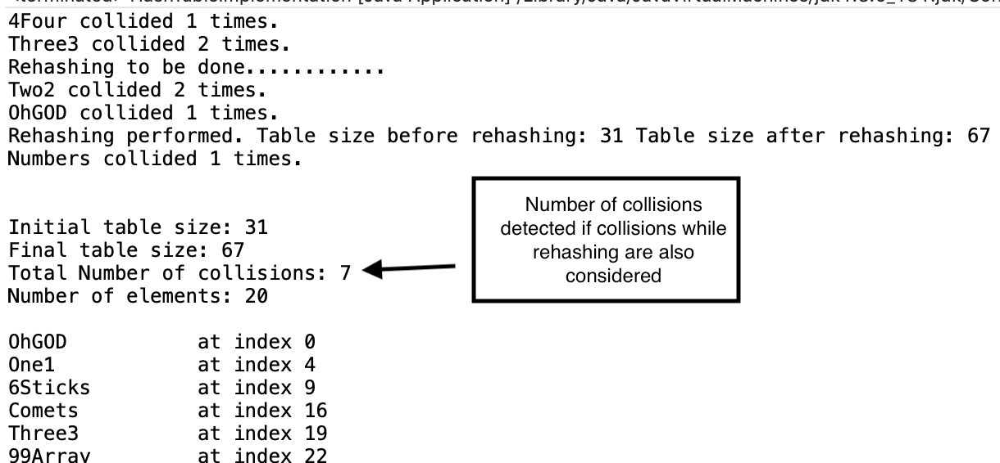 4Four collided 1 times.
Three3 collided 2 times.
Rehashing to be done............
Two2 collided 2 times.
OhGOD collided 1 times.
Rehashing performed. Table size before rehashing: 31 Table size after rehashing: 67
Numbers collided 1 times.
Initial table size: 31
Final table size: 67
Total Number of collisions: 7
Number of elements: 20
Number of collisions
detected if collisions while
rehashing are also
considered
OhGOD at index 0
One1 at index 4
6Sticks at index 9
Comets at index 16
Three3 at index 19
99Array at index 22